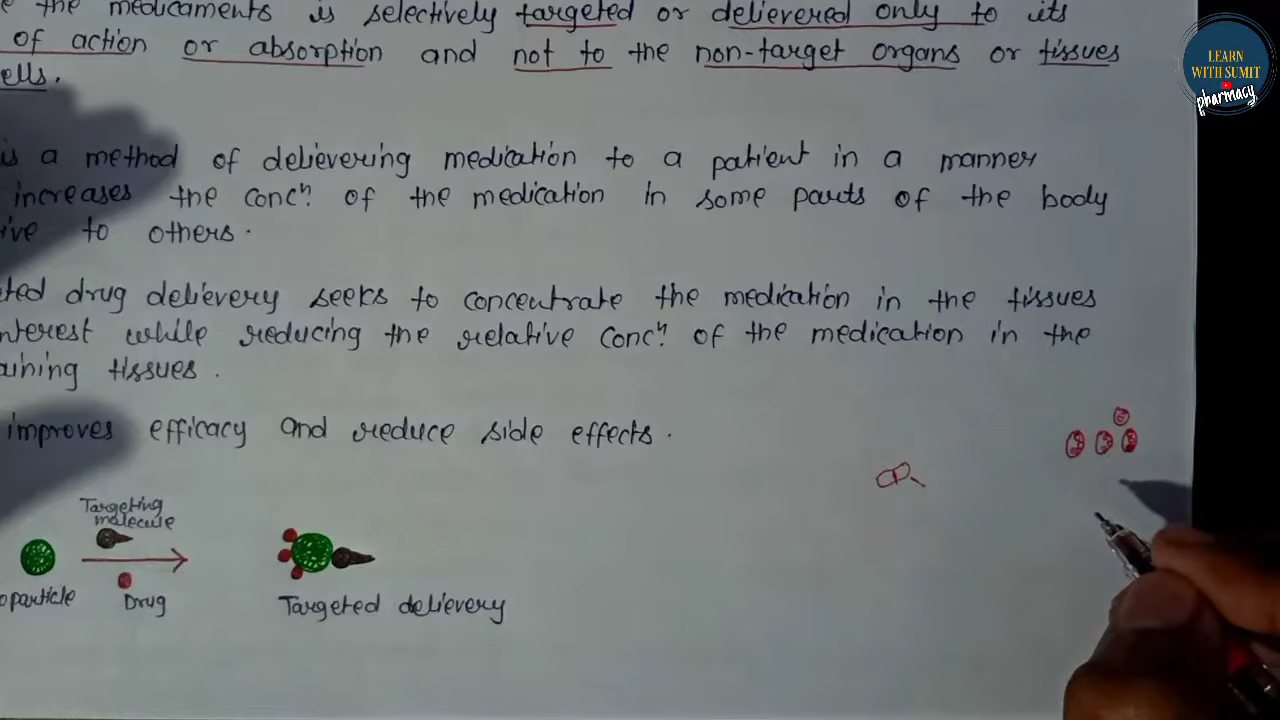 the medicaments is selectively targeted or delievered only to its
of action or absorption and not to the non-target organs or tissues
ells.
is a method of delievering medication to a patient in a manner
increases the concⁿ. of the medication in some parts of the body
ive to others.
ted drug delievery seeks to concentrate the medication in the tissues
nterest while reducing the relative concⁿ. of the medication in the
aining tissues.
improves efficacy and reduce side effects.
Targeting
molecule
oparticle
Drug
Targeted delievery
LEARN
WITH SUMIT
pharmacy